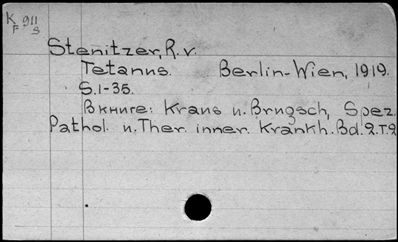 K 911
P S
Stenitzer, R. v.
Tetanus. Berlin-Wien, 1919.
S.1-35.
В книге: Kraus u. Brugsch, Spez.
Pathol. u. Ther. inner. Krankh. Bd. 2. T. 2